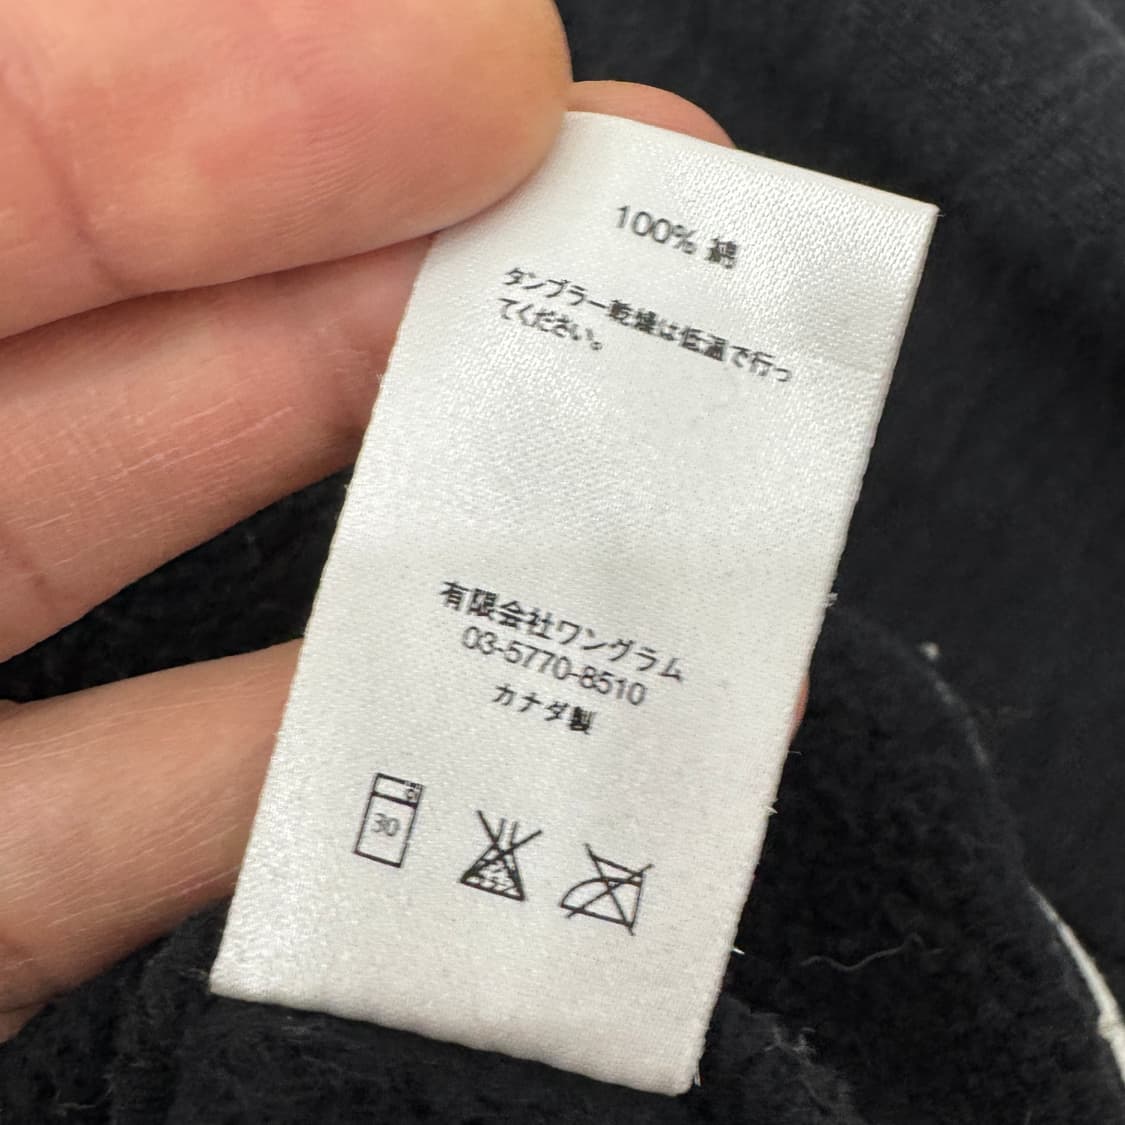 100% 綿
タンブラー乾燥は低温で行っ
てください。
有限会社ワングラム
03-5770-8510
カナダ製
30